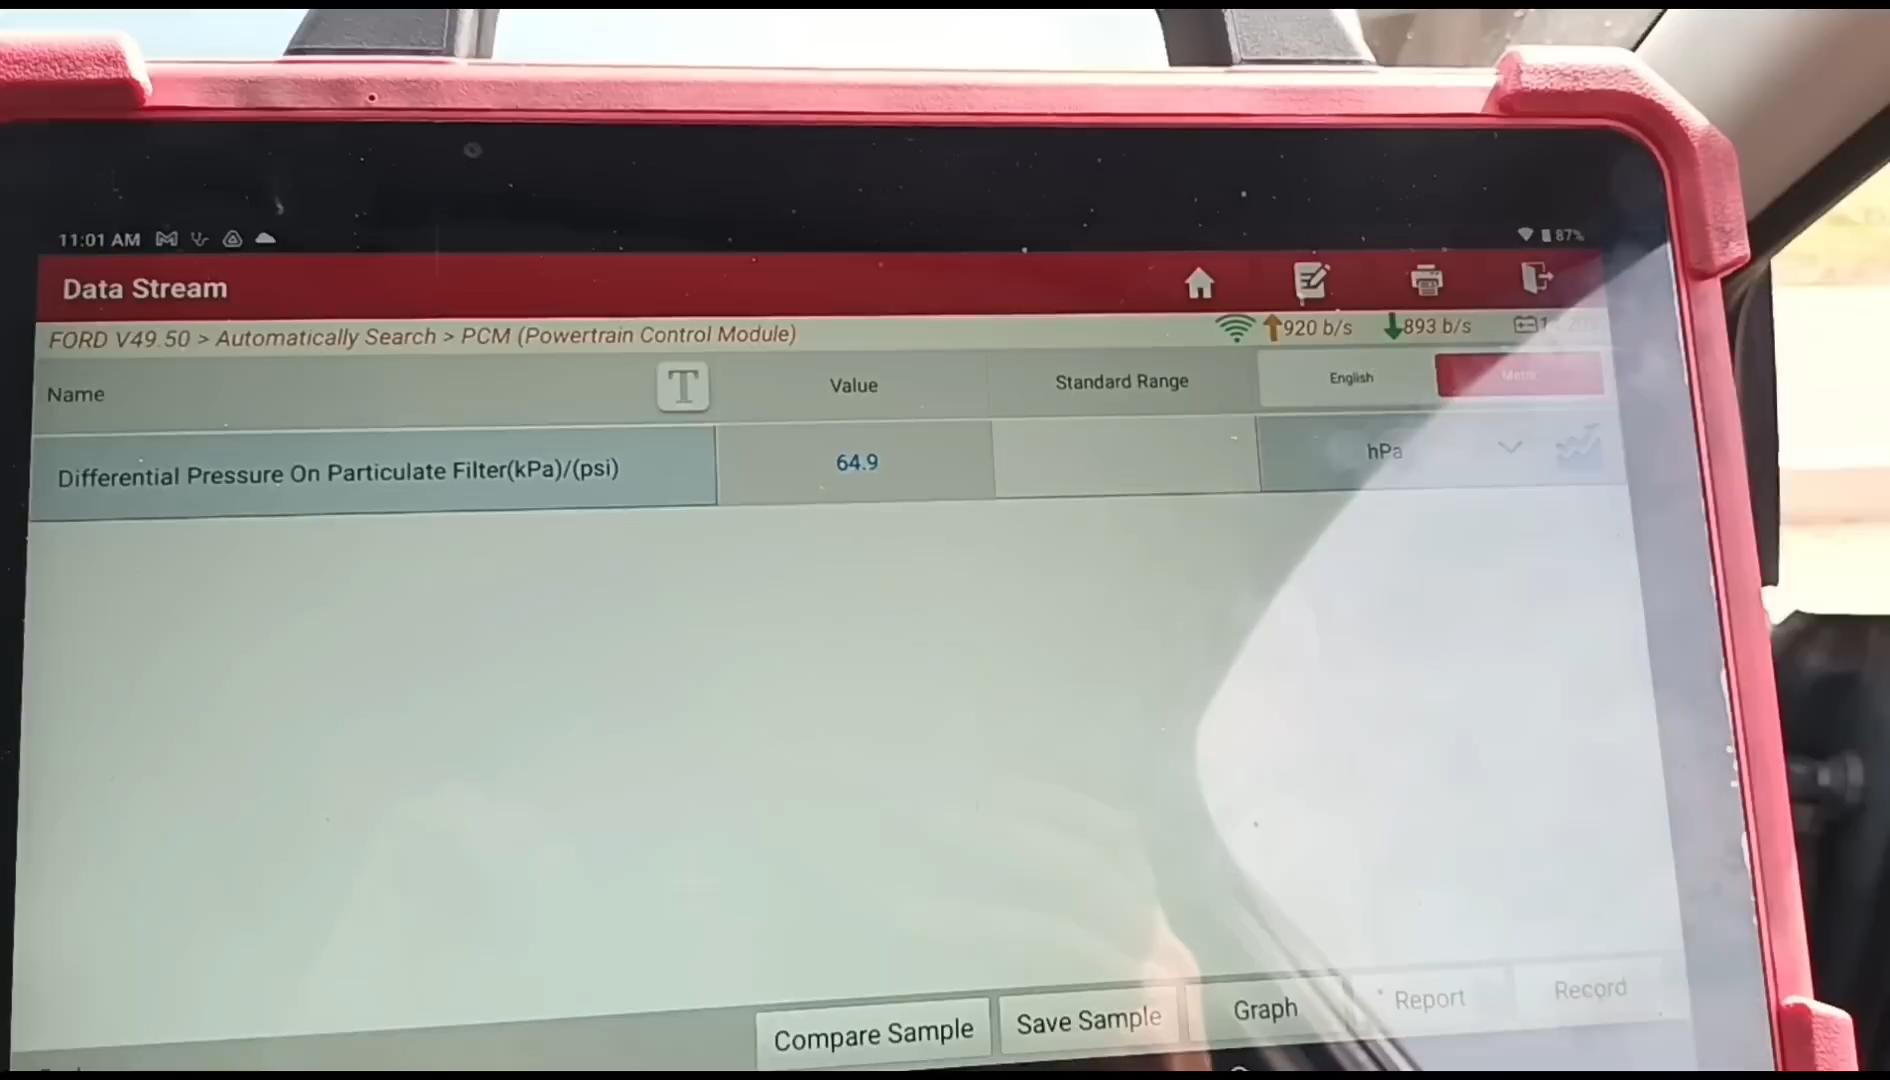 11:01 AM
87%
Data Stream
FORD V49.50 > Automatically Search > PCM (Powertrain Control Module)
920 b/s
893 b/s
Name
T
Value
Standard Range
English
Metric
Differential Pressure On Particulate Filter(kPa)/(psi)
64.9
hPa
Compare Sample
Save Sample
Graph
Report
Record